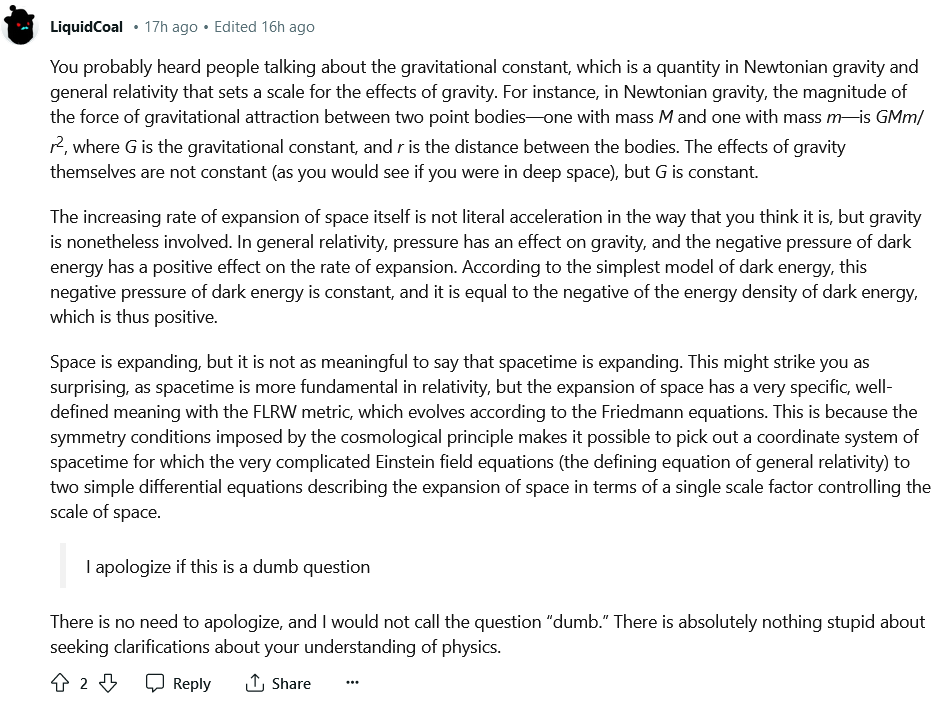 LiquidCoal • 17h ago • Edited 16h ago
You probably heard people talking about the gravitational constant, which is a quantity in Newtonian gravity and
general relativity that sets a scale for the effects of gravity. For instance, in Newtonian gravity, the magnitude of
the force of gravitational attraction between two point bodies—one with mass M and one with mass m—is GMm/
r², where G is the gravitational constant, and r is the distance between the bodies. The effects of gravity
themselves are not constant (as you would see if you were in deep space), but G is constant.
The increasing rate of expansion of space itself is not literal acceleration in the way that you think it is, but gravity
is nonetheless involved. In general relativity, pressure has an effect on gravity, and the negative pressure of dark
energy has a positive effect on the rate of expansion. According to the simplest model of dark energy, this
negative pressure of dark energy is constant, and it is equal to the negative of the energy density of dark energy,
which is thus positive.
Space is expanding, but it is not as meaningful to say that spacetime is expanding. This might strike you as
surprising, as spacetime is more fundamental in relativity, but the expansion of space has a very specific, well-
defined meaning with the FLRW metric, which evolves according to the Friedmann equations. This is because the
symmetry conditions imposed by the cosmological principle makes it possible to pick out a coordinate system of
spacetime for which the very complicated Einstein field equations (the defining equation of general relativity) to
two simple differential equations describing the expansion of space in terms of a single scale factor controlling the
scale of space.
I apologize if this is a dumb question
There is no need to apologize, and I would not call the question “dumb.” There is absolutely nothing stupid about
seeking clarifications about your understanding of physics.
2 Reply Share ···